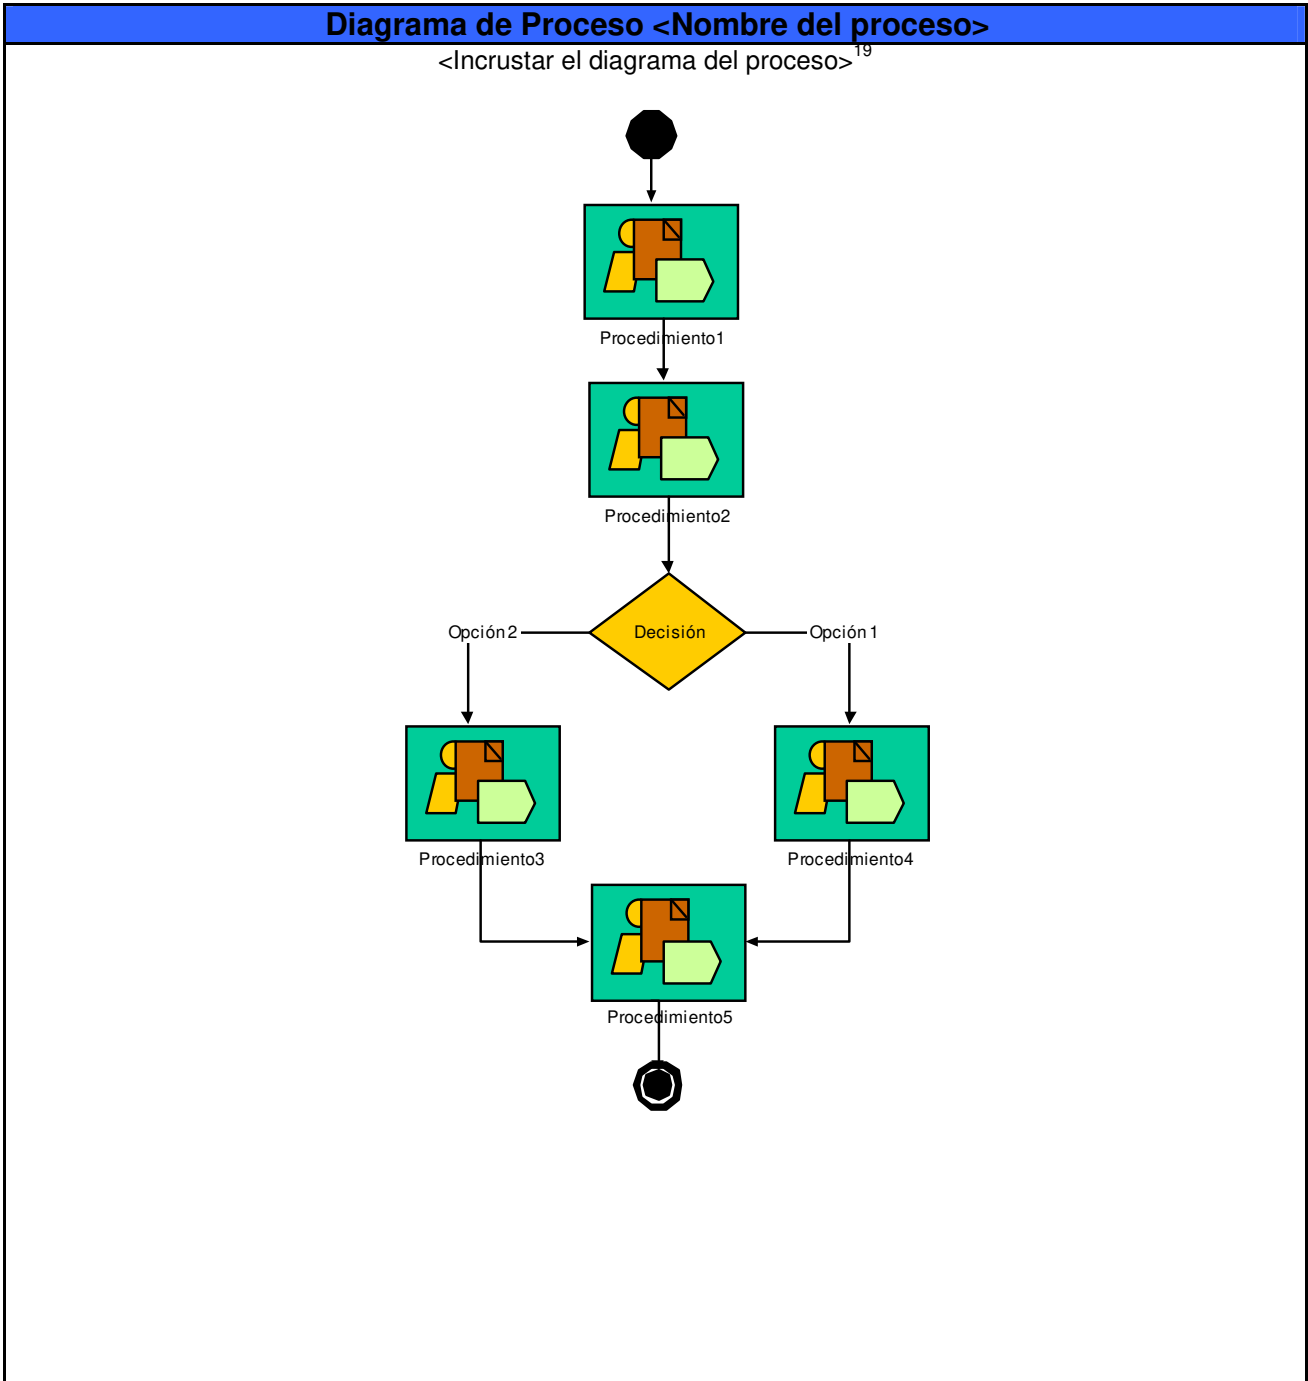 Diagrama de Proceso <Nombre del proceso>
<Incrustar el diagrama del proceso>19
Procedimiento1
Procedimiento2
Opción 2
Decisión
Opción 1
Procedimiento3
Procedimiento4
Procedimiento5